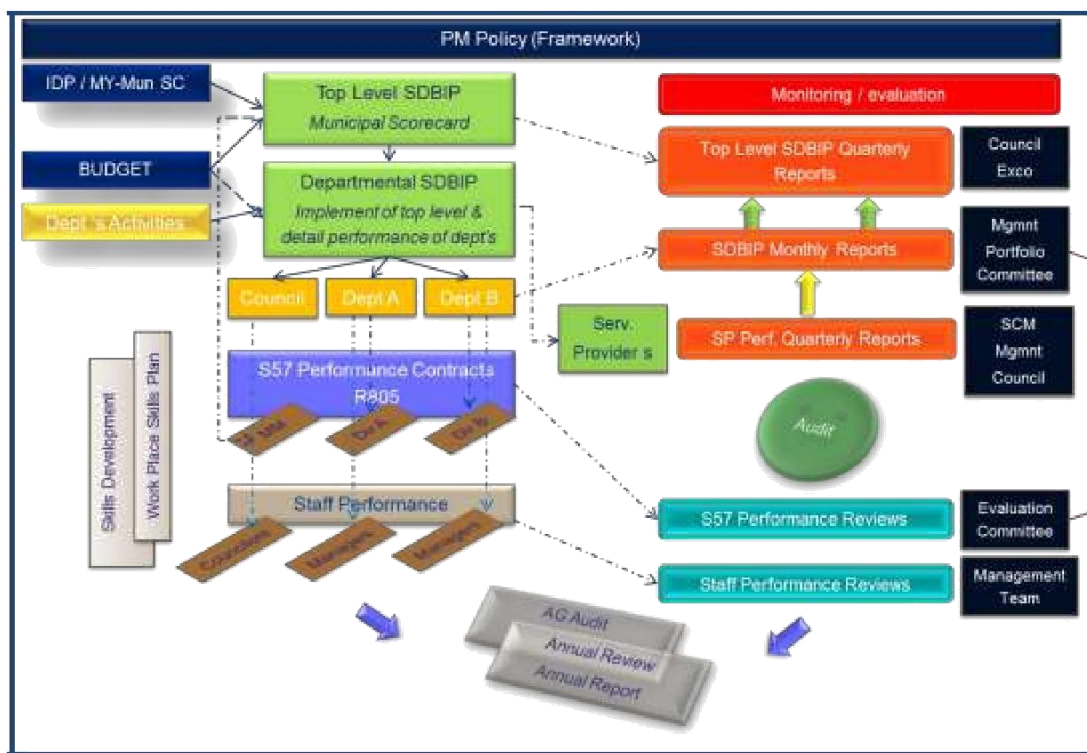 PM Policy (Framework)
IDP / MY-Mun SC
BUDGET
Dept 's Activities
Top Level SDBIP
Municipal Scorecard
Departmental SDBIP
Implement of top level &
detail performance of dept's
Council
Dept A
Dept B
Serv.
Provider s
S57 Performance Contracts
R805
MM
Dir A
Dir B
Staff Performance
Councillors
Managers
Managers
Skills Development
Work Place Skills Plan
Monitoring / evaluation
Top Level SDBIP Quarterly
Reports
Council
Exco
SDBIP Monthly Reports
Mgmnt
Portfolio
Committee
SP Perf. Quarterly Reports
SCM
Mgmnt
Council
Audit
S57 Performance Reviews
Evaluation
Committee
Staff Performance Reviews
Management
Team
AG Audit
Annual Review
Annual Report